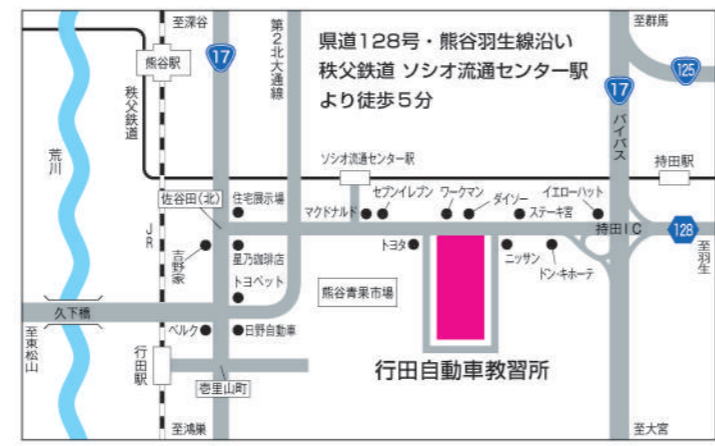 至深谷
17
第2北大通線
県道128号・熊谷羽生線沿い
秩父鉄道 ソシオ流通センター駅
より徒歩5分
至群馬
125
17
バイパス
熊谷駅
秩父鉄道
荒川
ソシオ流通センター駅
持田駅
佐谷田(北)
住宅展示場
マクドナルド
セブンイレブン
ワークマン
ダイソー
ステーキ宮
イエローハット
JR
吉野家
星乃珈琲店
トヨタ
ニッサン
ドン・キホーテ
持田IC
128
至羽生
トヨペット
熊谷青果市場
久下橋
至東松山
ベルク
日野自動車
行田駅
壱里山町
行田自動車教習所
至鴻巣
至大宮